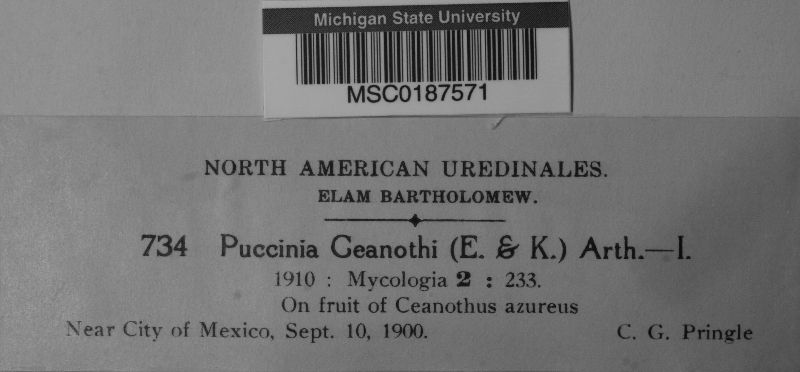 Michigan State University
MSC0187571
NORTH AMERICAN UREDINALES.
ELAM BARTHOLOMEW.
734 Puccinia Ceanothi (E. & K.) Arth.—I.
1910 : Mycologia 2 : 233.
On fruit of Ceanothus azureus
Near City of Mexico, Sept. 10, 1900. C. G. Pringle